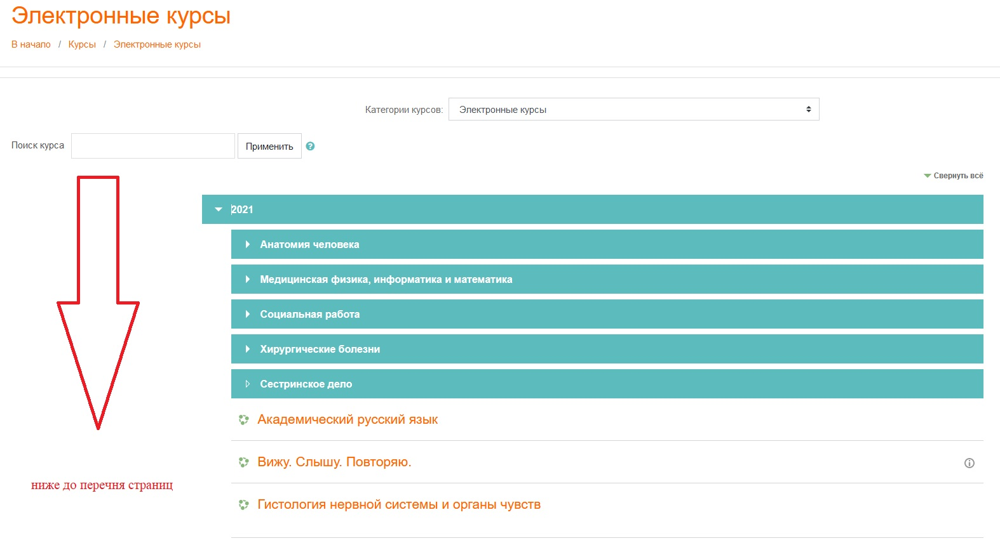 Электронные курсы
В начало / Курсы / Электронные курсы
Категории курсов: Электронные курсы
Поиск курса Применить ?
Свернуть всё
2021
Анатомия человека
Медицинская физика, информатика и математика
Социальная работа
Хирургические болезни
Сестринское дело
Академический русский язык
Вижу. Слышу. Повторяю.
ниже до перечня страниц
Гистология нервной системы и органы чувств